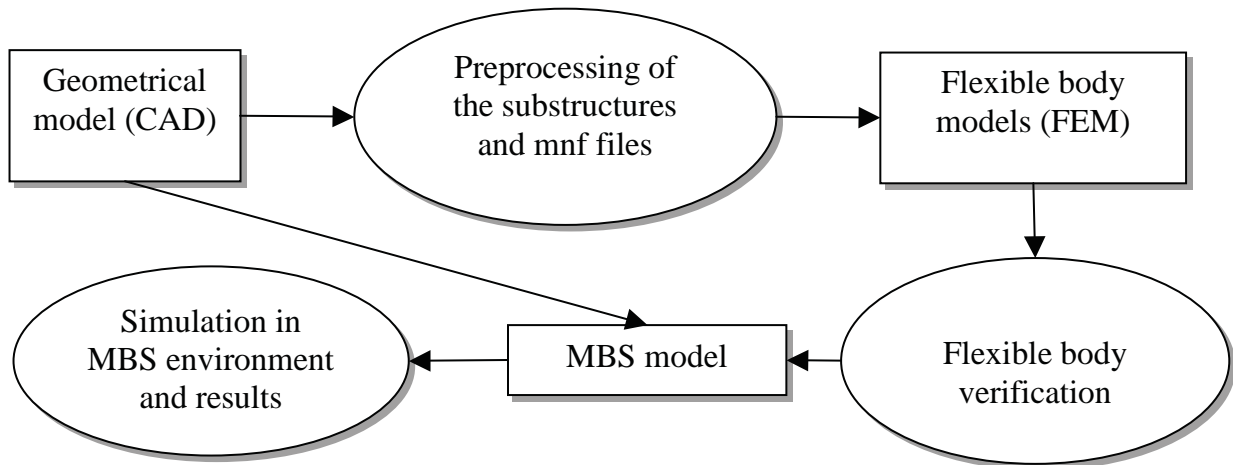 Geometrical
model (CAD)
Preprocessing of
the substructures
and mnf files
Flexible body
models (FEM)
Simulation in
MBS environment
and results
MBS model
Flexible body
verification